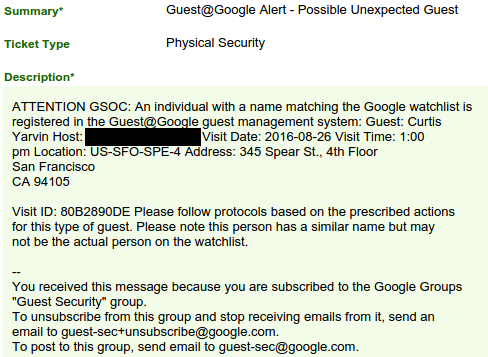 Summary* Guest@Google Alert - Possible Unexpected Guest
Ticket Type Physical Security
Description*
ATTENTION GSOC: An individual with a name matching the Google watchlist is
registered in the Guest@Google guest management system: Guest: Curtis
Yarvin Host: Visit Date: 2016-08-26 Visit Time: 1:00
pm Location: US-SFO-SPE-4 Address: 345 Spear St., 4th Floor
San Francisco
CA 94105
Visit ID: 80B2890DE Please follow protocols based on the prescribed actions
for this type of guest. Please note this person has a similar name but may
not be the actual person on the watchlist.
--
You received this message because you are subscribed to the Google Groups
"Guest Security" group.
To unsubscribe from this group and stop receiving emails from it, send an
email to guest-sec+unsubscribe@google.com.
To post to this group, send email to guest-sec@google.com.